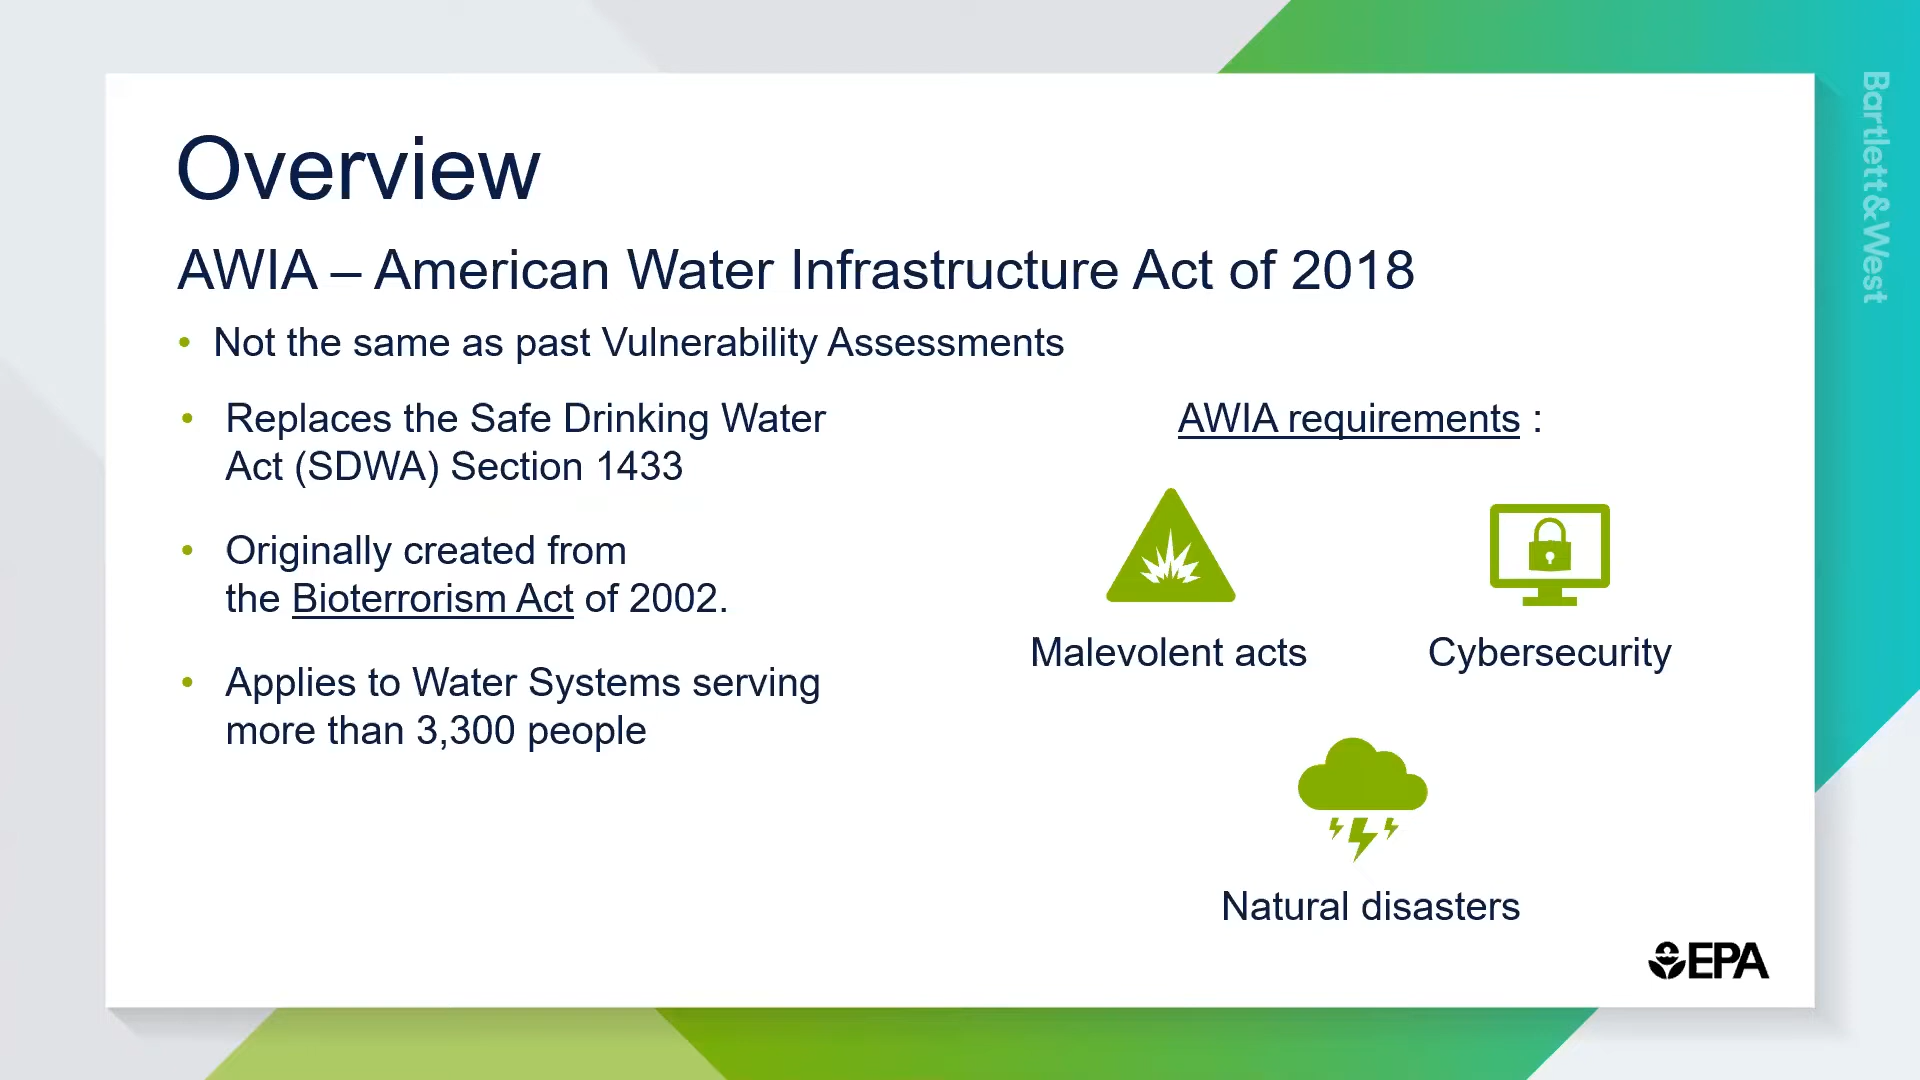 Overview
AWIA – American Water Infrastructure Act of 2018
• Not the same as past Vulnerability Assessments
• Replaces the Safe Drinking Water
Act (SDWA) Section 1433
• Originally created from
the Bioterrorism Act of 2002.
• Applies to Water Systems serving
more than 3,300 people
AWIA requirements :
Malevolent acts
Cybersecurity
Natural disasters
EPA
Bartlett&West